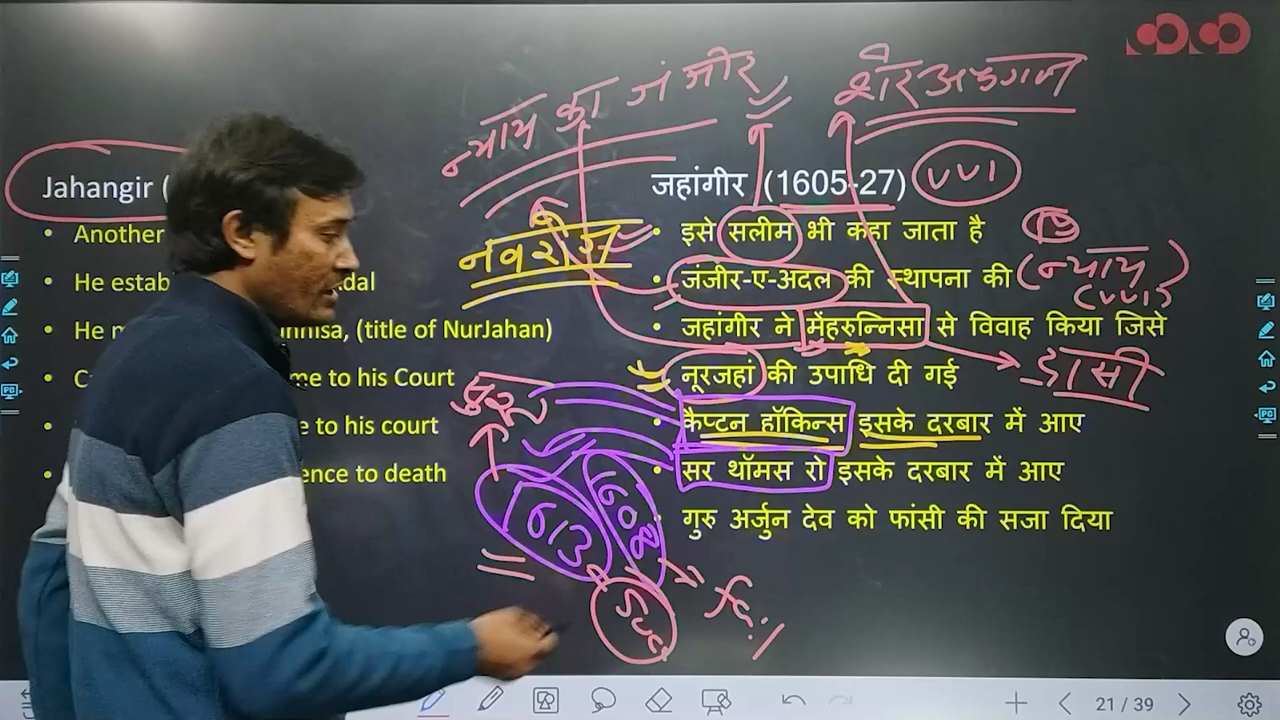 न्याय का जंजीर
शेरअफगान
Jahangir (
Another
He estab dal
He m nnisa, (title of NurJahan)
C me to his Court
e to his court
ence to death
जहांगीर (1605-27) VVI
इसे सलीम भी कहा जाता है
जंजीर-ए-अदल की स्थापना की (न्याय)
(VVI)
जहांगीर ने मेंहरुन्निसा से विवाह किया जिसे
नूरजहां की उपाधि दी गई
दासी
कैप्टन हॉकिन्स इसके दरबार में आए
सर थॉमस रो इसके दरबार में आए
गुरु अर्जुन देव को फांसी की सजा दिया
नवरोज
1613 1608
21 / 39